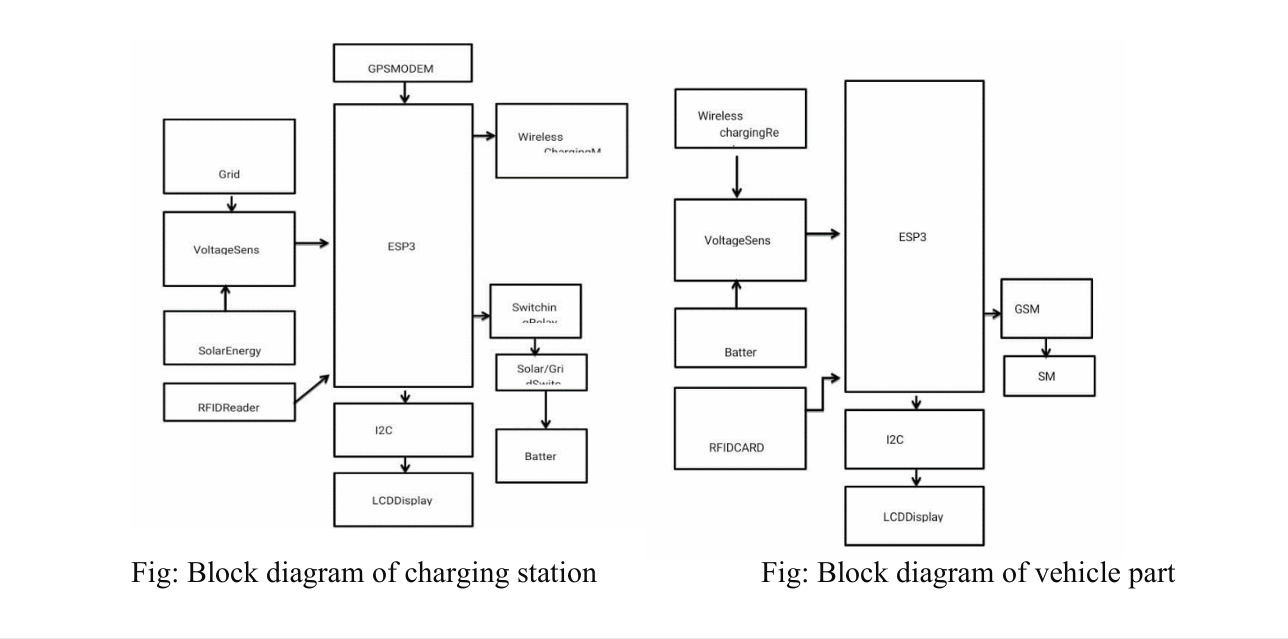 GPSMODEM
Grid
VoltageSens
SolarEnergy
RFIDReader
ESP3
Wireless
ChargingM
Switchin
gRelay
Solar/Gri
dSwitc
Batter
I2C
LCDDisplay
Fig: Block diagram of charging station
Wireless
chargingRe
VoltageSens
Batter
RFIDCARD
ESP3
GSM
SM
I2C
LCDDisplay
Fig: Block diagram of vehicle part